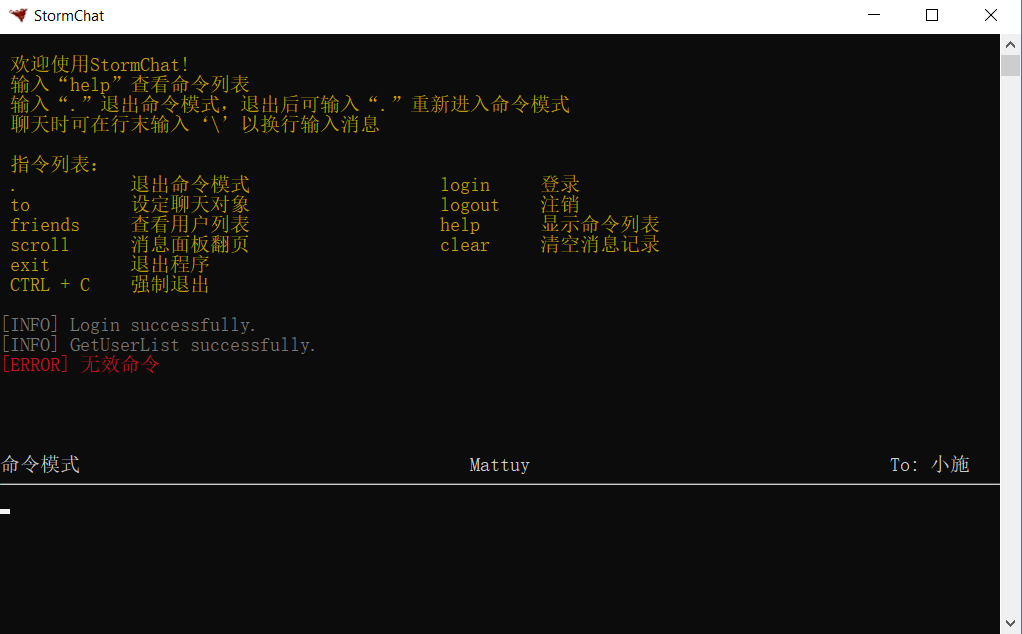 StormChat
欢迎使用StormChat!
输入“help”查看命令列表
输入“.”退出命令模式，退出后可输入“.”重新进入命令模式
聊天时可在行末输入‘\’以换行输入消息
指令列表：
. 退出命令模式 login 登录
to 设定聊天对象 logout 注销
friends 查看用户列表 help 显示命令列表
scroll 消息面板翻页 clear 清空消息记录
exit 退出程序
CTRL + C 强制退出
[INFO] Login successfully.
[INFO] GetUserList successfully.
[ERROR] 无效命令
命令模式 Mattuy To: 小施